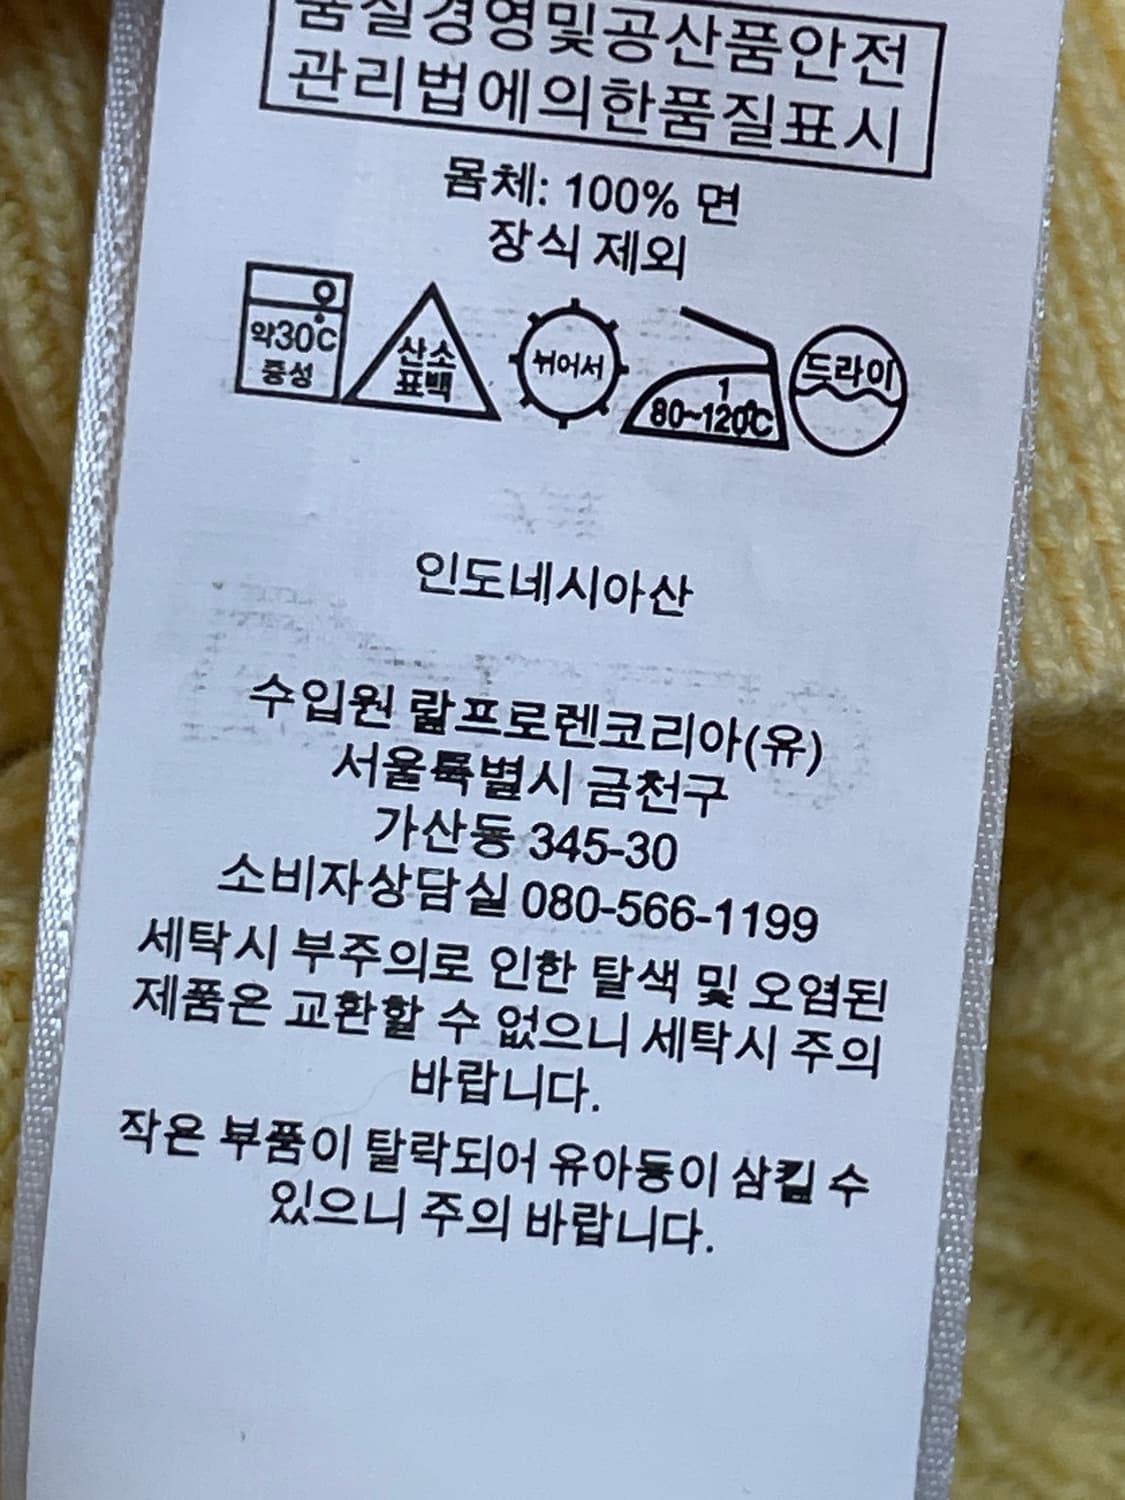 품질경영및공산품안전
관리법에의한품질표시
몸체: 100% 면
장식 제외
약30℃
중성
산소
표백
뉘어서
1
80~120℃
드라이
인도네시아산
수입원 랄프로렌코리아(유)
서울특별시 금천구
가산동 345-30
소비자상담실 080-566-1199
세탁시 부주의로 인한 탈색 및 오염된
제품은 교환할 수 없으니 세탁시 주의
바랍니다.
작은 부품이 탈락되어 유아동이 삼킬 수
있으니 주의 바랍니다.